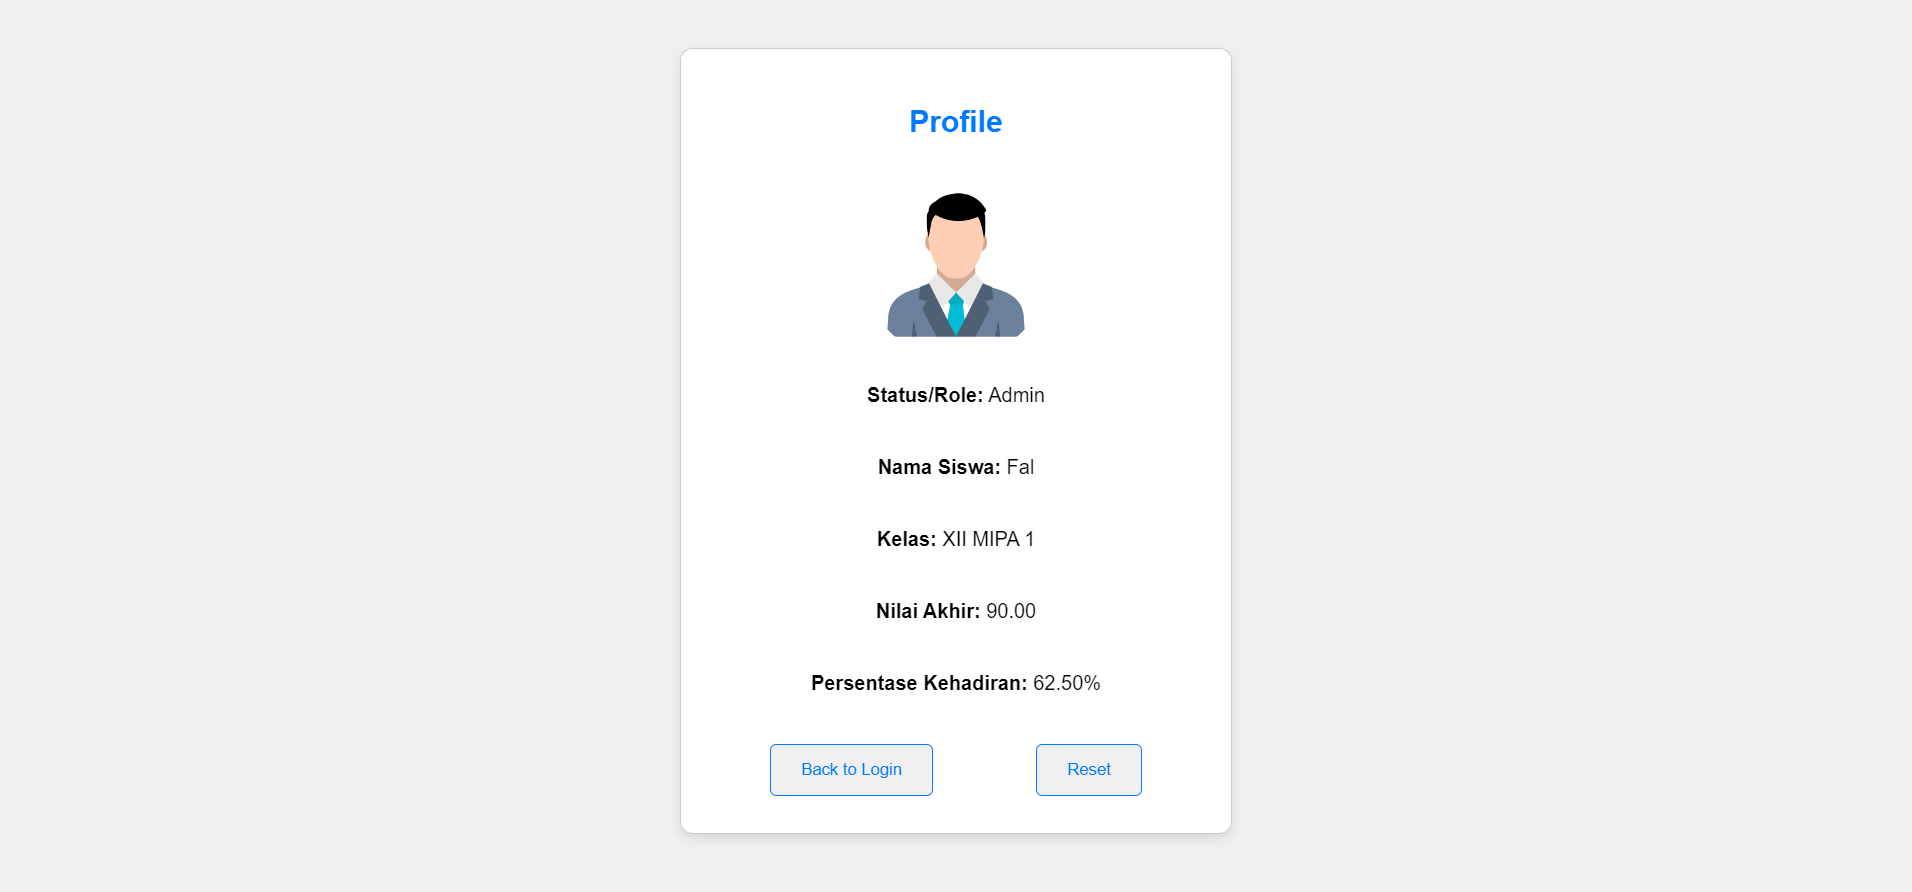 Profile
Status/Role: Admin
Nama Siswa: Fal
Kelas: XII MIPA 1
Nilai Akhir: 90.00
Persentase Kehadiran: 62.50%
Back to Login
Reset